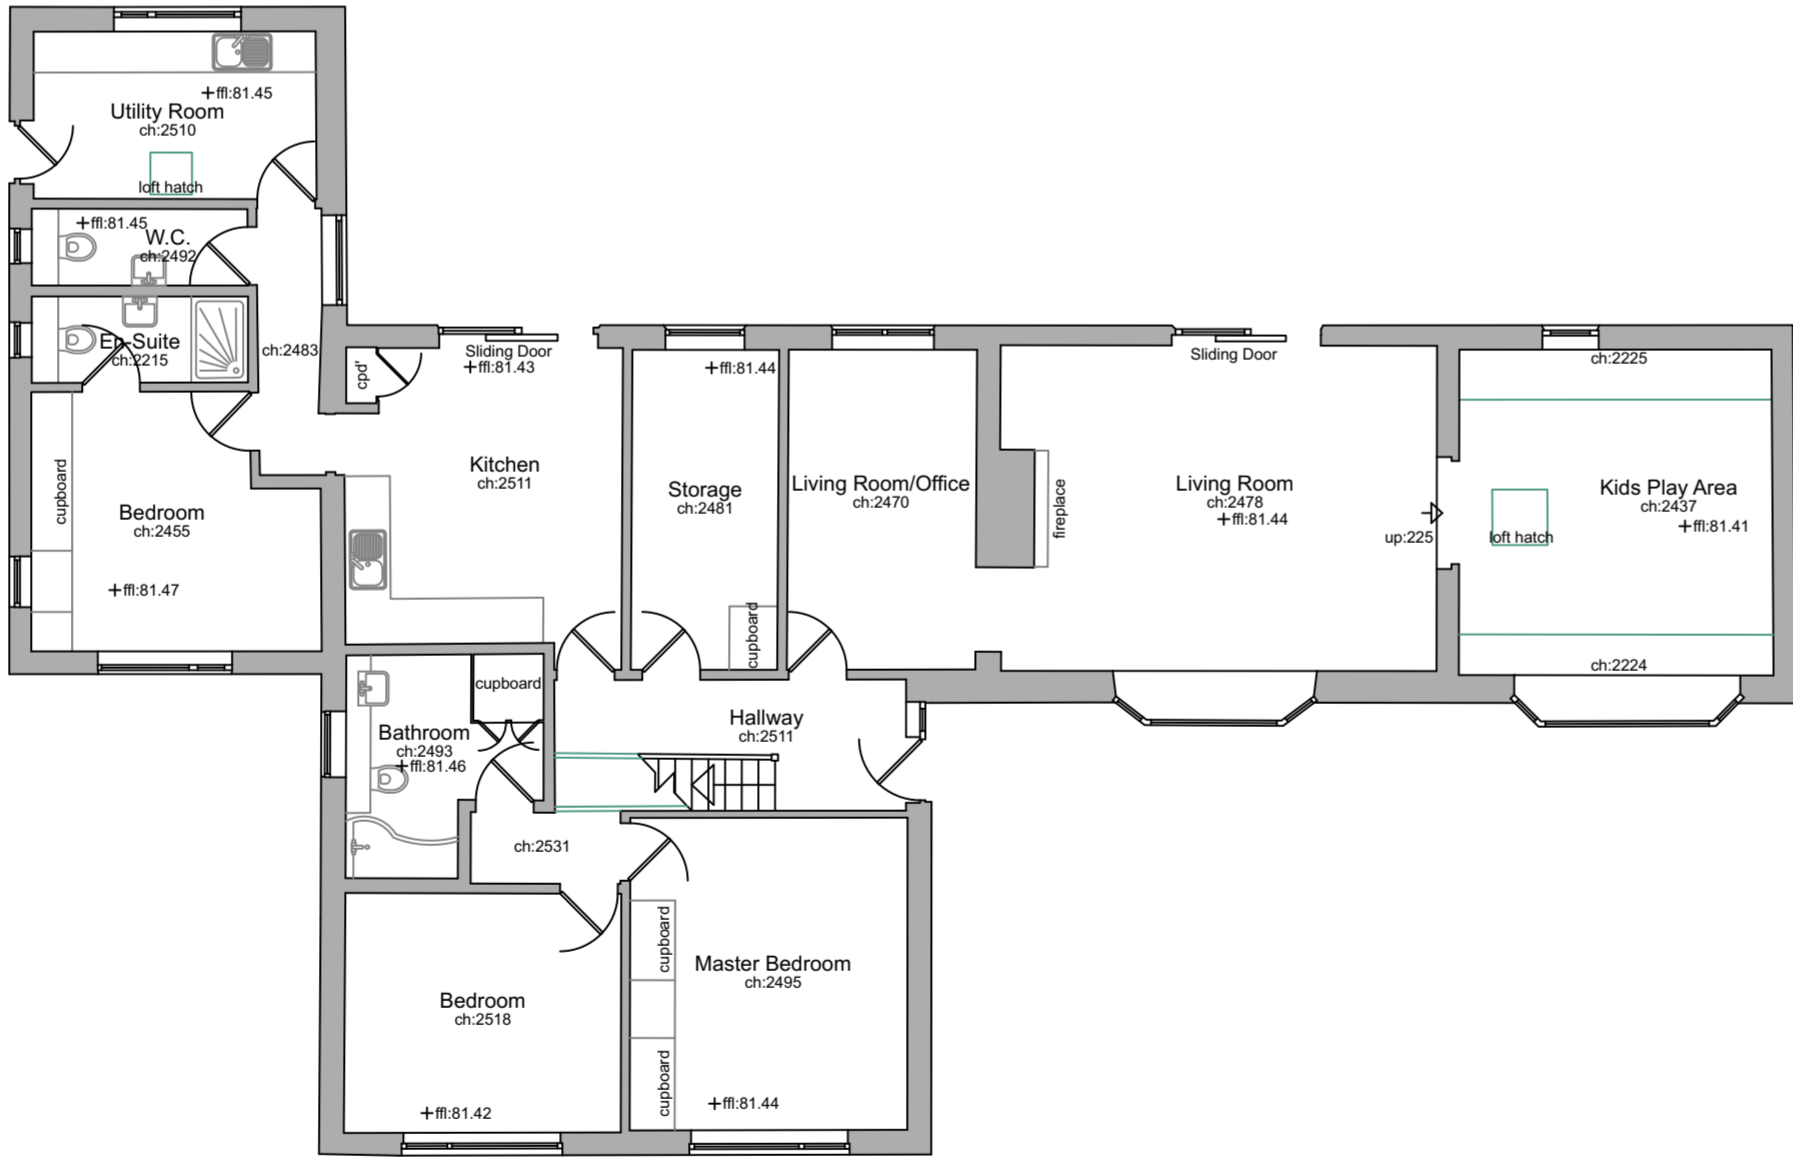 +ffl:81.45
Utility Room
ch:2510
loft hatch
+ffl:81.45
W.C.
ch:2492
En-Suite
ch:2215
ch:2483
cupboard
Bedroom
ch:2455
+ffl:81.47
cpd'
Sliding Door
+ffl:81.43
Kitchen
ch:2511
+ffl:81.44
Storage
ch:2481
cupboard
Living Room/Office
ch:2470
fireplace
Sliding Door
Living Room
ch:2478
+ffl:81.44
up:225
ch:2225
Kids Play Area
ch:2437
+ffl:81.41
loft hatch
ch:2224
cupboard
Bathroom
ch:2493
+ffl:81.46
Hallway
ch:2511
ch:2531
Bedroom
ch:2518
+ffl:81.42
cupboard
Master Bedroom
ch:2495
cupboard
+ffl:81.44